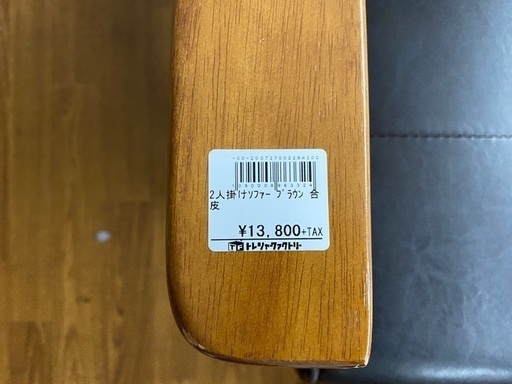 2人掛けソファー ブラウン 合
皮
¥13,800+TAX
TF トレジャーファクトリー